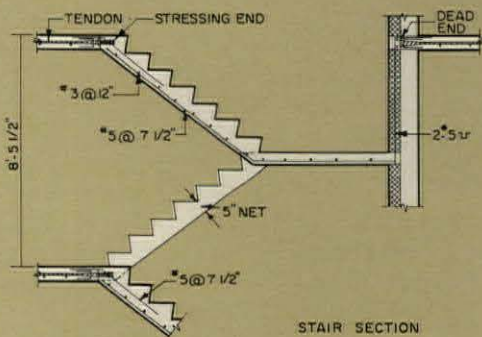 TENDON
STRESSING END
DEAD
END
#3@12"
#5@7 1/2"
8'-5 1/2"
2-#5
5" NET
#5@7 1/2"
STAIR SECTION